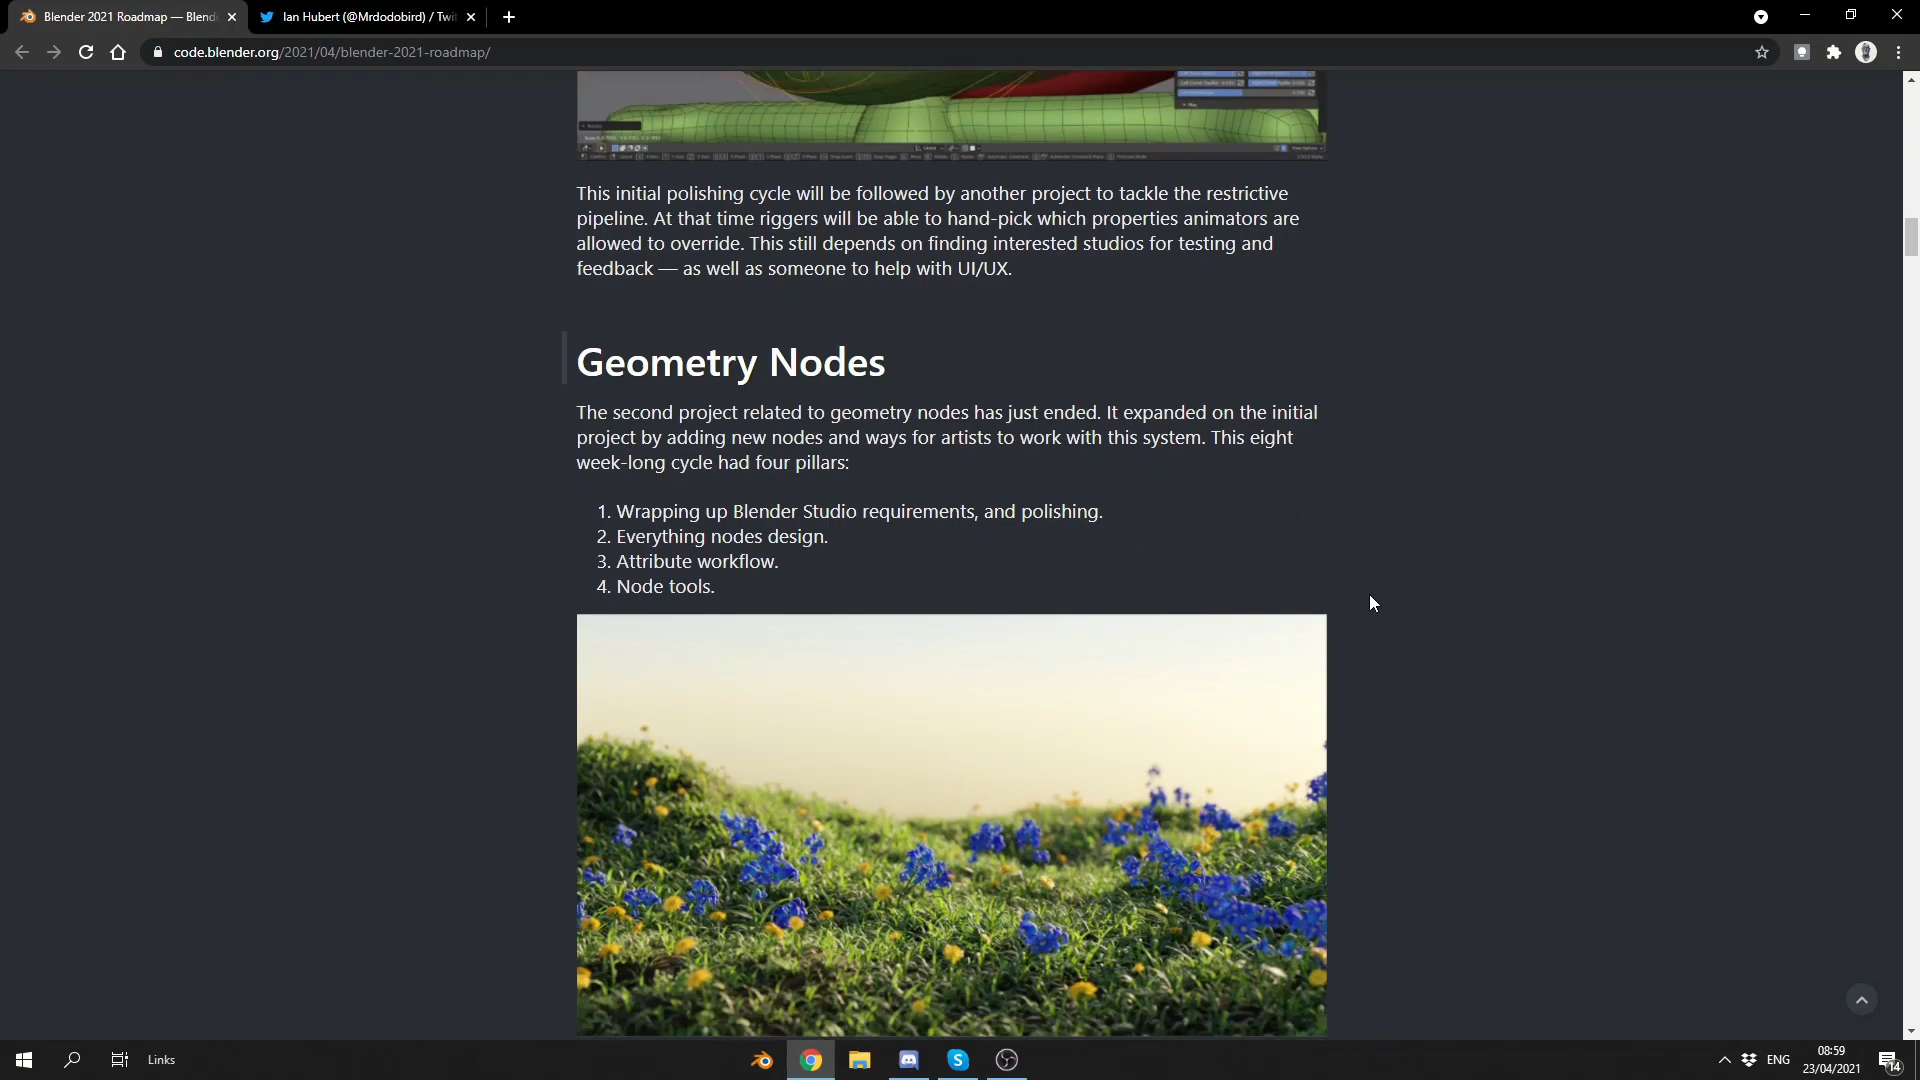 Blender 2021 Roadmap — Blend
Ian Hubert (@Mrdodobird) / Twit
code.blender.org/2021/04/blender-2021-roadmap/
This initial polishing cycle will be followed by another project to tackle the restrictive
pipeline. At that time riggers will be able to hand-pick which properties animators are
allowed to override. This still depends on finding interested studios for testing and
feedback — as well as someone to help with UI/UX.
Geometry Nodes
The second project related to geometry nodes has just ended. It expanded on the initial
project by adding new nodes and ways for artists to work with this system. This eight
week-long cycle had four pillars:
1. Wrapping up Blender Studio requirements, and polishing.
2. Everything nodes design.
3. Attribute workflow.
4. Node tools.
Links
ENG
08:59
23/04/2021
14